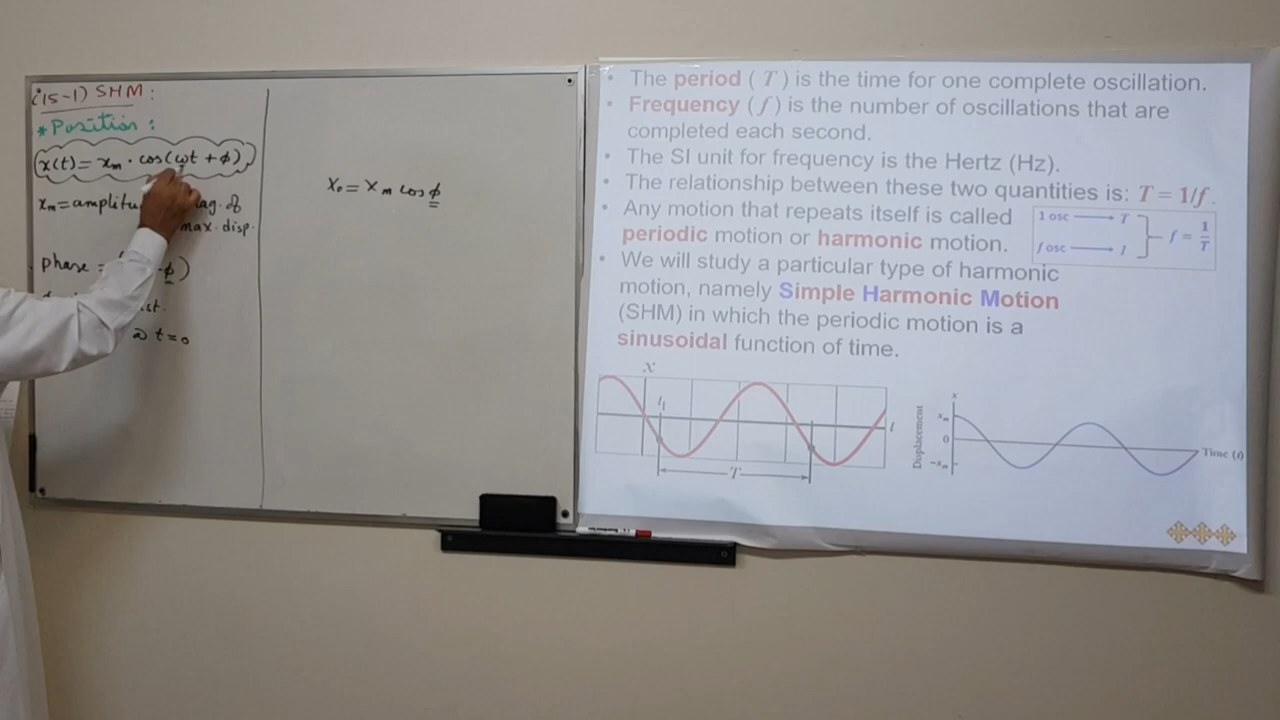 (15-1) SHM:
* Position:
x(t) = xm · cos(ωt + φ)
xm = amplitu ag. of
max. disp.
phase = φ)
st.
@ t = 0
x₀ = xm cos φ
• The period ( T ) is the time for one complete oscillation.
• Frequency ( f ) is the number of oscillations that are
completed each second.
• The SI unit for frequency is the Hertz (Hz).
• The relationship between these two quantities is: T = 1/f.
• Any motion that repeats itself is called
periodic motion or harmonic motion.
1 osc T
f osc 1
f = 1/T
• We will study a particular type of harmonic
motion, namely Simple Harmonic Motion
(SHM) in which the periodic motion is a
sinusoidal function of time.
X
t₁
t
T
x
Displacement
xm
0
−xm
Time (t)